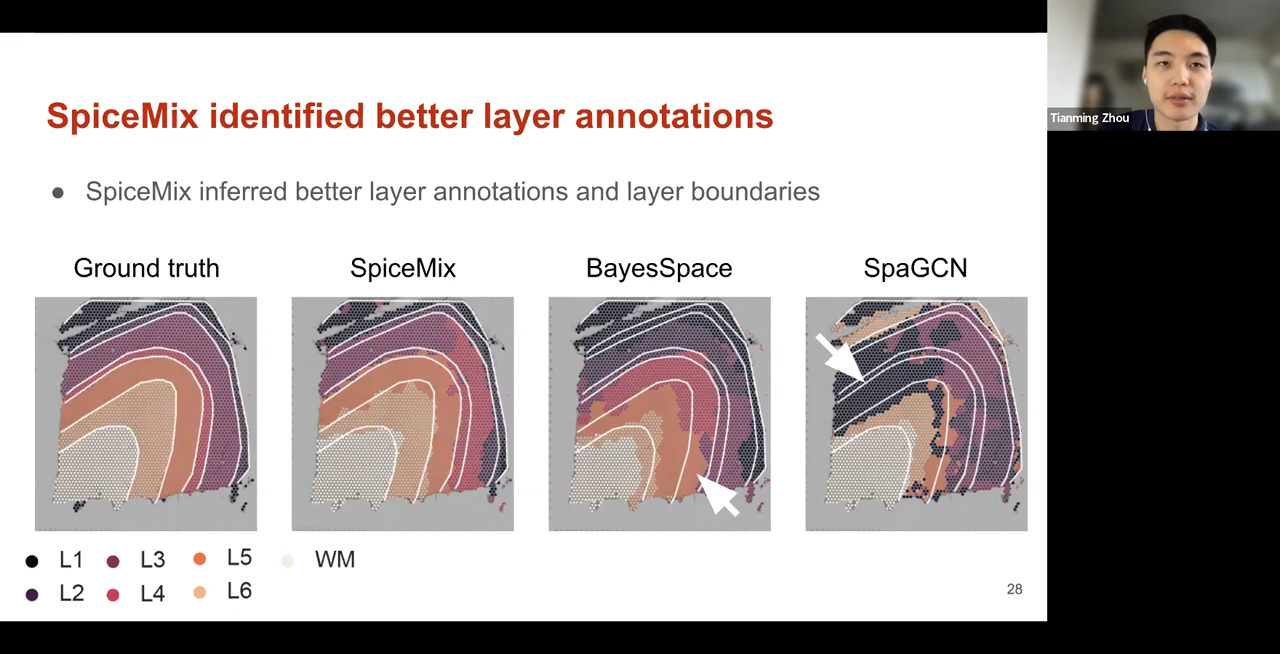 SpiceMix identified better layer annotations
● SpiceMix inferred better layer annotations and layer boundaries
Ground truth
SpiceMix
BayesSpace
SpaGCN
L1
L3
L5
WM
L2
L4
L6
28
Tianming Zhou